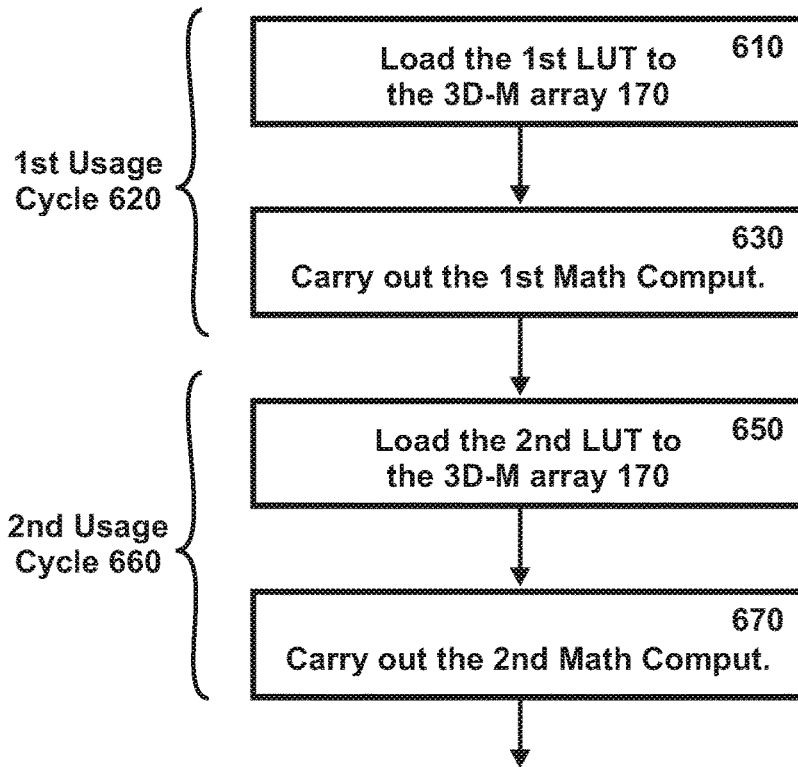 610
Load the 1st LUT to
the 3D-M array 170
1st Usage
Cycle 620
630
Carry out the 1st Math Comput.
650
Load the 2nd LUT to
the 3D-M array 170
2nd Usage
Cycle 660
670
Carry out the 2nd Math Comput.